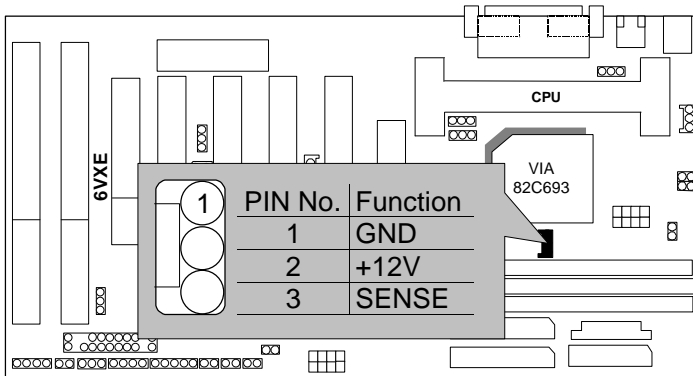 CPU
6VXE
VIA
82C693
1
PIN No. Function
1 GND
2 +12V
3 SENSE